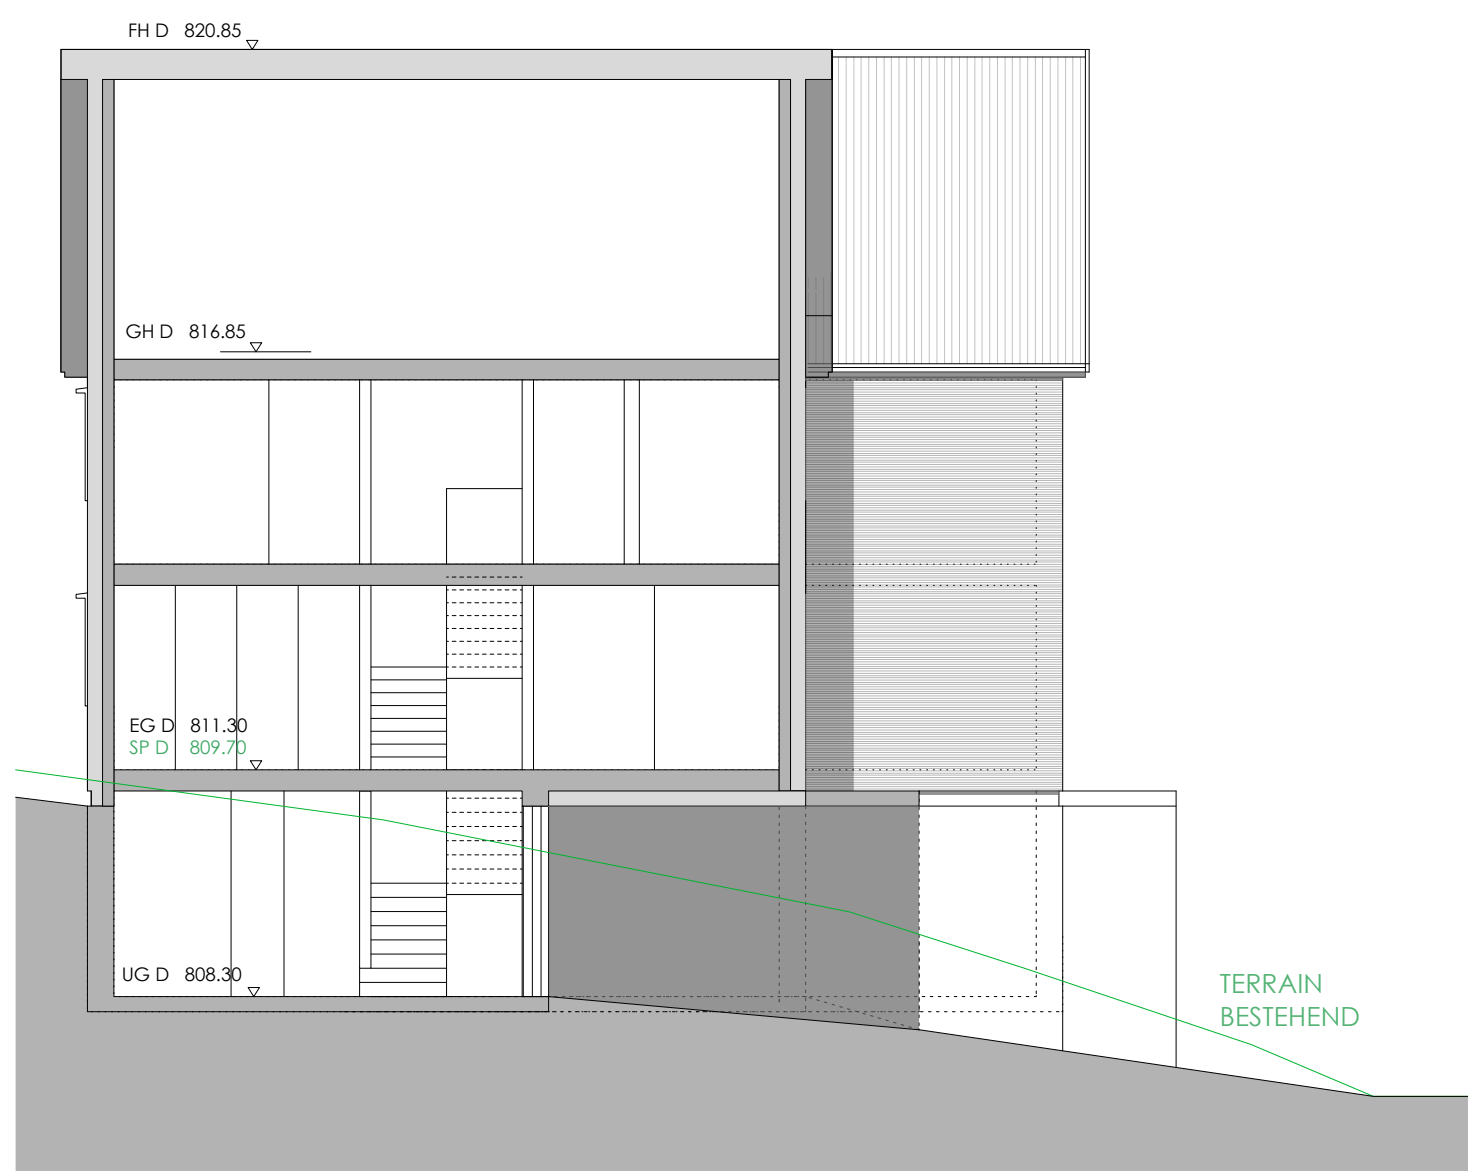 FH D 820.85
GH D 816.85
EG D 811.30
SP D 809.70
UG D 808.30
TERRAIN
BESTEHEND